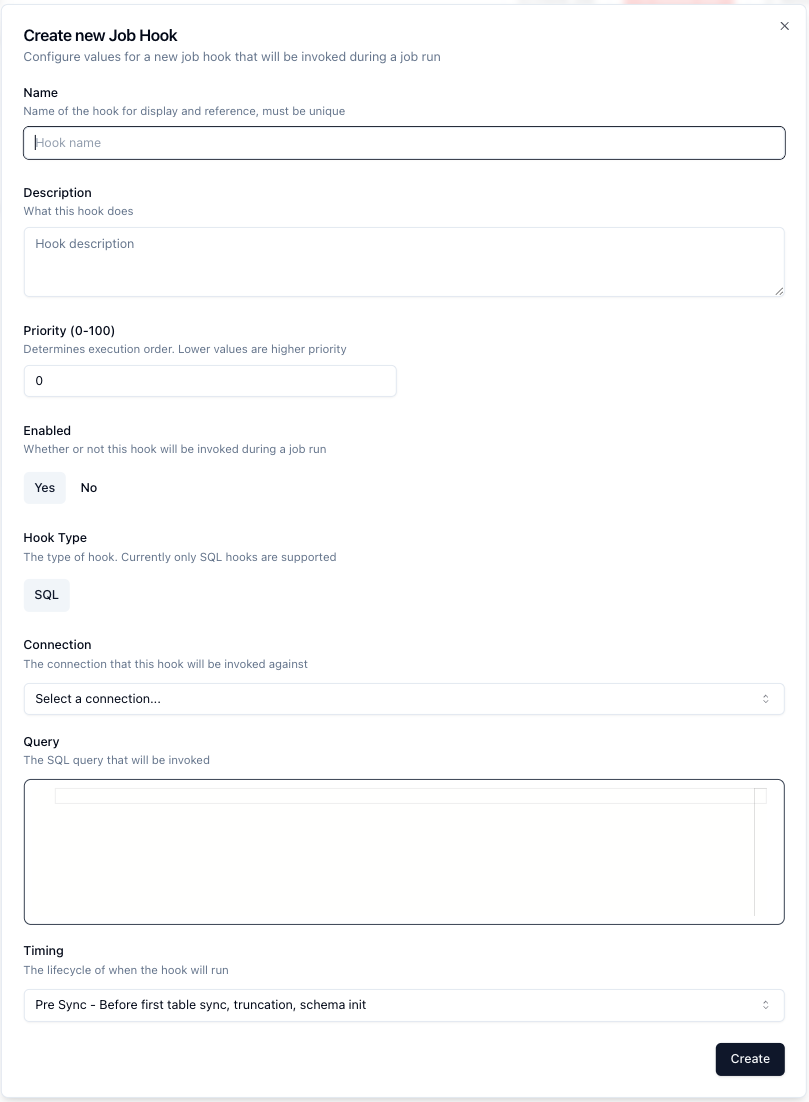 Create new Job Hook
Configure values for a new job hook that will be invoked during a job run
Name
Name of the hook for display and reference, must be unique
Hook name
Description
What this hook does
Hook description
Priority (0-100)
Determines execution order. Lower values are higher priority
0
Enabled
Whether or not this hook will be invoked during a job run
Yes No
Hook Type
The type of hook. Currently only SQL hooks are supported
SQL
Connection
The connection that this hook will be invoked against
Select a connection...
Query
The SQL query that will be invoked
Timing
The lifecycle of when the hook will run
Pre Sync - Before first table sync, truncation, schema init
Create